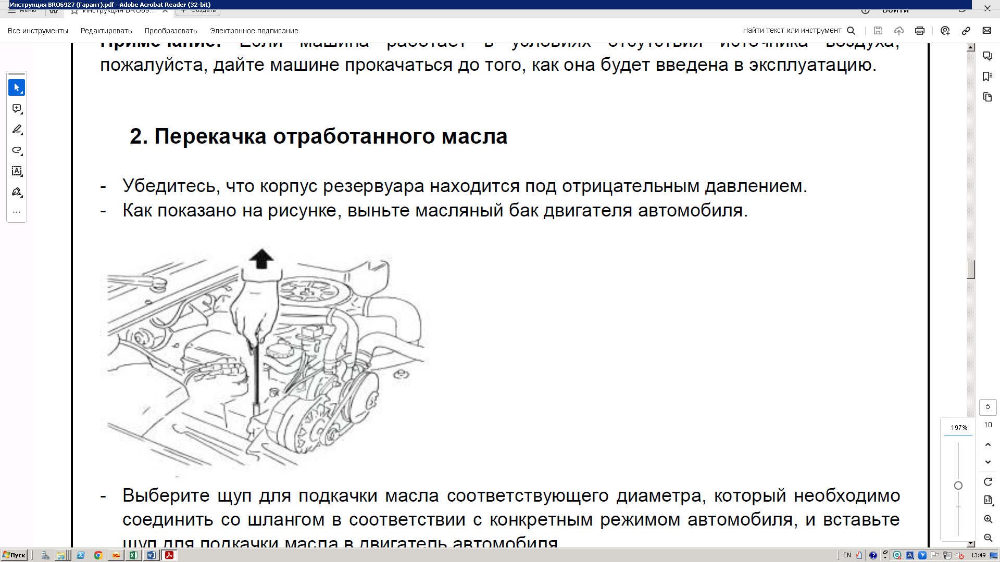 Инструкция BRO6927 (Гарант).pdf - Adobe Acrobat Reader (32-bit)
Меню
Инструкция BRO69...
Создать
Войти
Все инструменты
Редактировать
Преобразовать
Электронное подписание
Найти текст или инструмент
Примечание: Если машина работает в условиях отсутствия источника воздуха,
пожалуйста, дайте машине прокачаться до того, как она будет введена в эксплуатацию.
2. Перекачка отработанного масла
- Убедитесь, что корпус резервуара находится под отрицательным давлением.
- Как показано на рисунке, выньте масляный бак двигателя автомобиля.
- Выберите щуп для подкачки масла соответствующего диаметра, который необходимо
соединить со шлангом в соответствии с конкретным режимом автомобиля, и вставьте
щуп для подкачки масла в двигатель автомобиля
5
10
197%
Пуск
EN
13:49